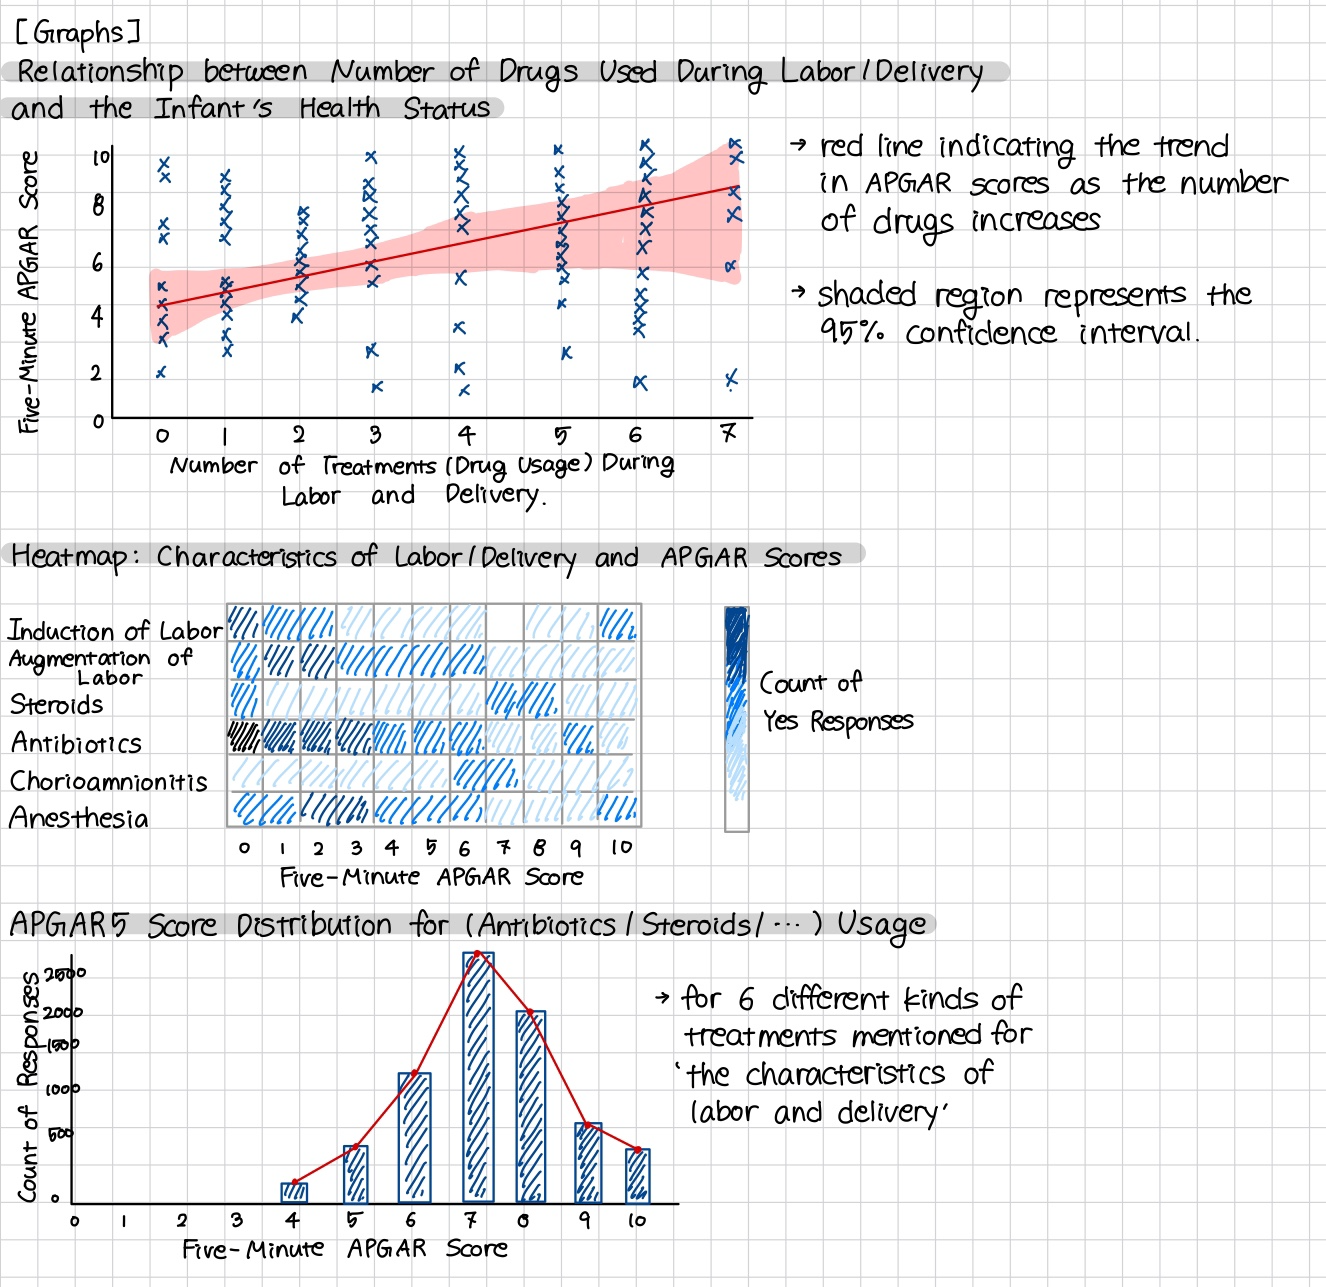 [Graphs]
Relationship between Number of Drugs Used During Labor/Delivery
and the Infant's Health Status
Five-Minute APGAR Score
10
8
6
4
2
0
0 1 2 3 4 5 6 7
Number of Treatments (Drug Usage) During
Labor and Delivery.
→ red line indicating the trend
in APGAR scores as the number
of drugs increases
→ shaded region represents the
95% confidence interval.
Heatmap: Characteristics of Labor/Delivery and APGAR Scores
Induction of Labor
Augmentation of
Labor
Steroids
Antibiotics
Chorioamnionitis
Anesthesia
0 1 2 3 4 5 6 7 8 9 10
Five-Minute APGAR Score
Count of
Yes Responses
APGAR5 Score Distribution for (Antibiotics/Steroids/...) Usage
Count of Responses
2500
2000
1500
1000
500
0
0 1 2 3 4 5 6 7 8 9 10
Five-Minute APGAR Score
→ for 6 different kinds of
treatments mentioned for
'the characteristics of
labor and delivery'